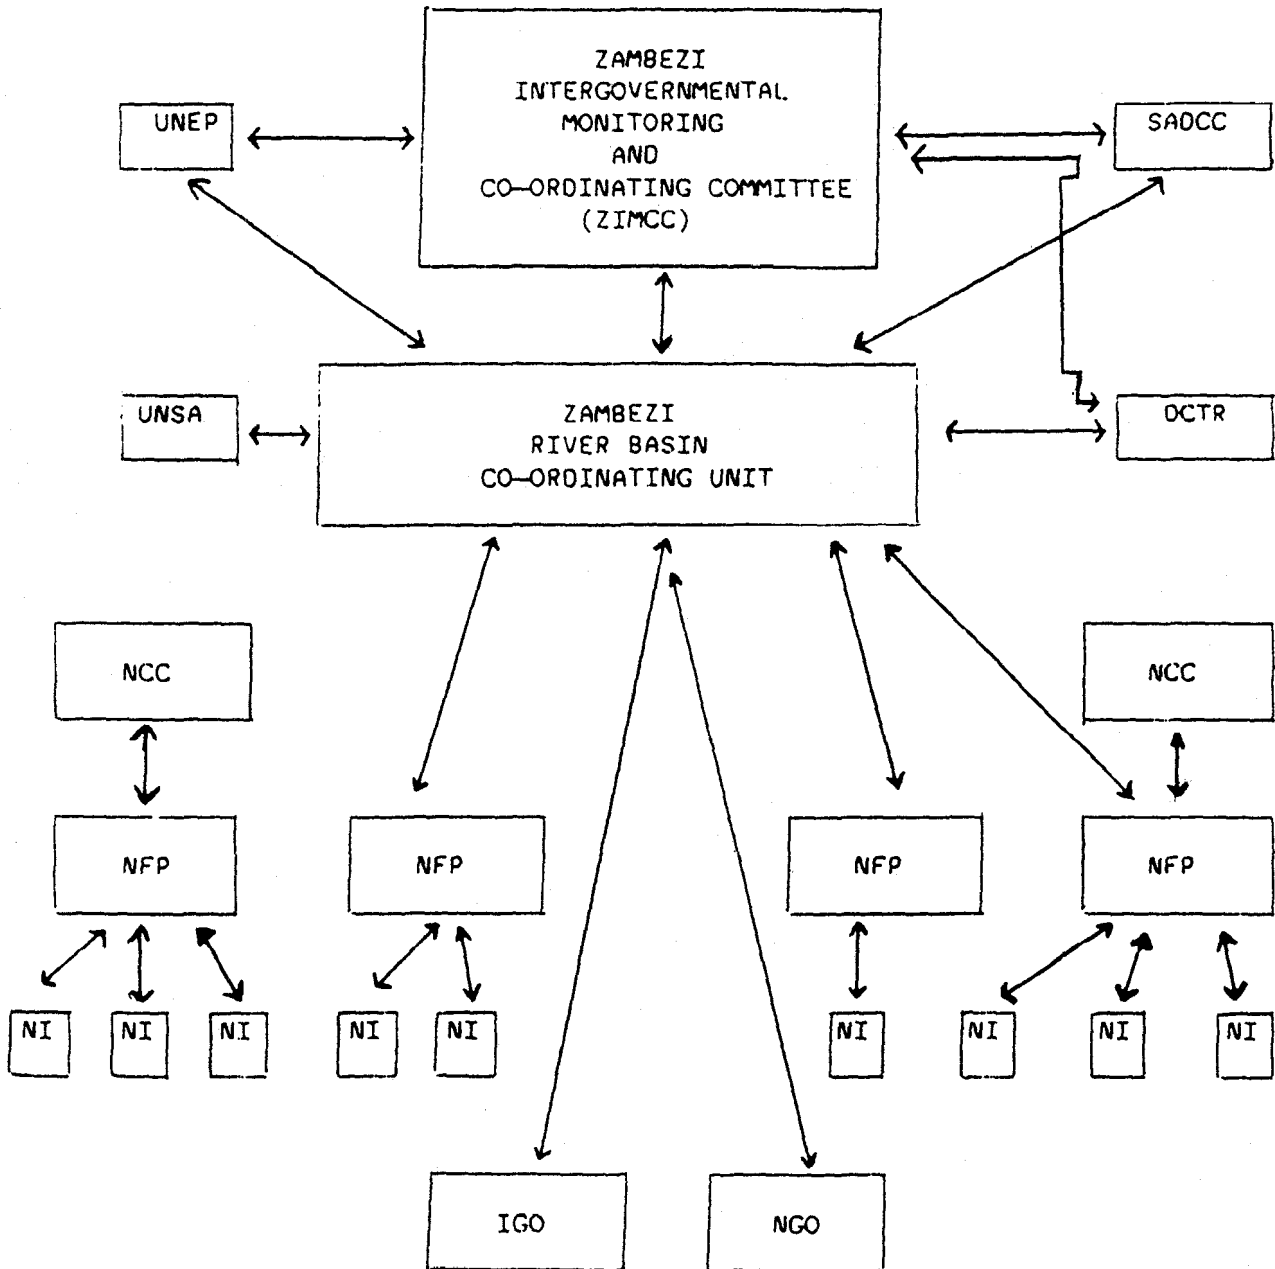 ZAMBEZI
INTERGOVERNMENTAL
MONITORING
AND
CO-ORDINATING COMMITTEE
(ZIMCC)
UNEP
SADCC
ZAMBEZI
RIVER BASIN
CO-ORDINATING UNIT
UNSA
DCTR
NCC
NCC
NFP
NFP
NFP
NFP
NI
NI
NI
NI
NI
NI
NI
NI
NI
IGO
NGO